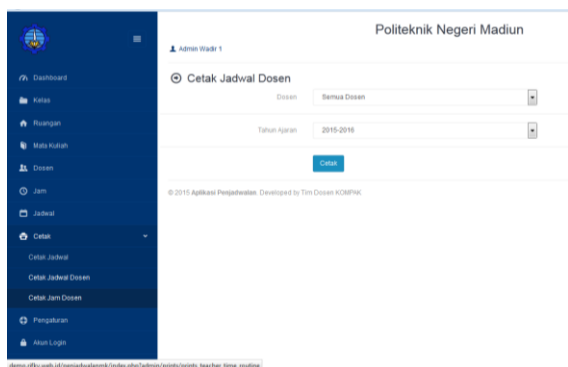 Politeknik Negeri Madiun
Admin Wadir 1
Dashboard
Kelas
Ruangan
Mata Kuliah
Dosen
Jam
Jadwal
Cetak
Cetak Jadwal
Cetak Jadwal Dosen
Cetak Jam Dosen
Pengaturan
Akun Login
Cetak Jadwal Dosen
Dosen Semua Dosen
Tahun Ajaran 2015-2016
Cetak
© 2015 Aplikasi Penjadwalan. Developed by Tim Dosen KOMPAK